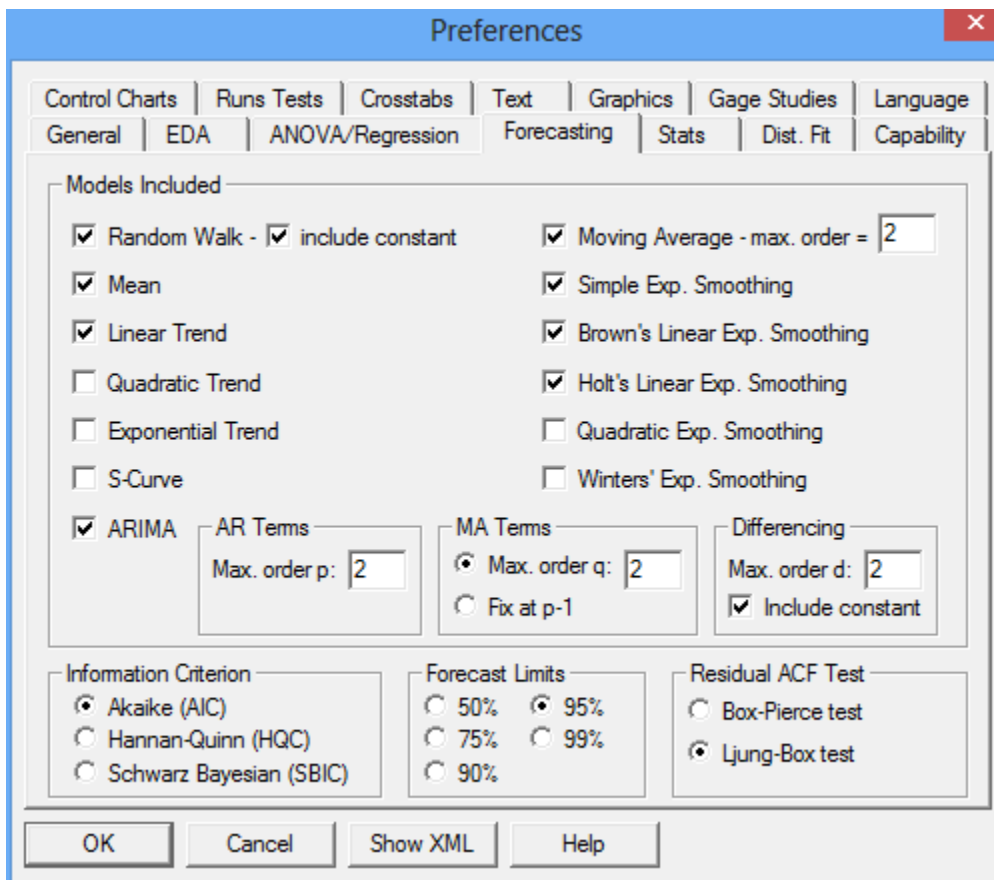 Preferences
Control Charts Runs Tests Crosstabs Text Graphics Gage Studies Language
General EDA ANOVA/Regression Forecasting Stats Dist. Fit Capability
Models Included
Random Walk - include constant
Moving Average - max. order = 2
Mean
Simple Exp. Smoothing
Linear Trend
Brown's Linear Exp. Smoothing
Quadratic Trend
Holt's Linear Exp. Smoothing
Exponential Trend
Quadratic Exp. Smoothing
S-Curve
Winters' Exp. Smoothing
ARIMA
AR Terms
Max. order p: 2
MA Terms
Max. order q: 2
Fix at p-1
Differencing
Max. order d: 2
Include constant
Information Criterion
Akaike (AIC)
Hannan-Quinn (HQC)
Schwarz Bayesian (SBIC)
Forecast Limits
50% 95%
75% 99%
90%
Residual ACF Test
Box-Pierce test
Ljung-Box test
OK Cancel Show XML Help